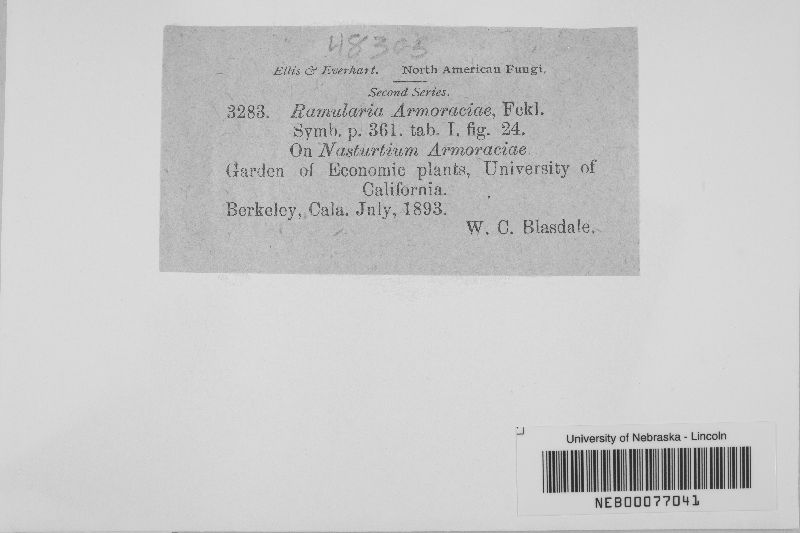 48303
Ellis & Everhart. North American Fungi.
Second Series.
3283. Ramularia Armoraciae, Fckl.
Symb. p. 361. tab. I, fig. 24.
On Nasturtium Armoraciae.
Garden of Economic plants, University of
California.
Berkeley, Cala. July, 1893.
W. C. Blasdale.
University of Nebraska - Lincoln
NEB00077041